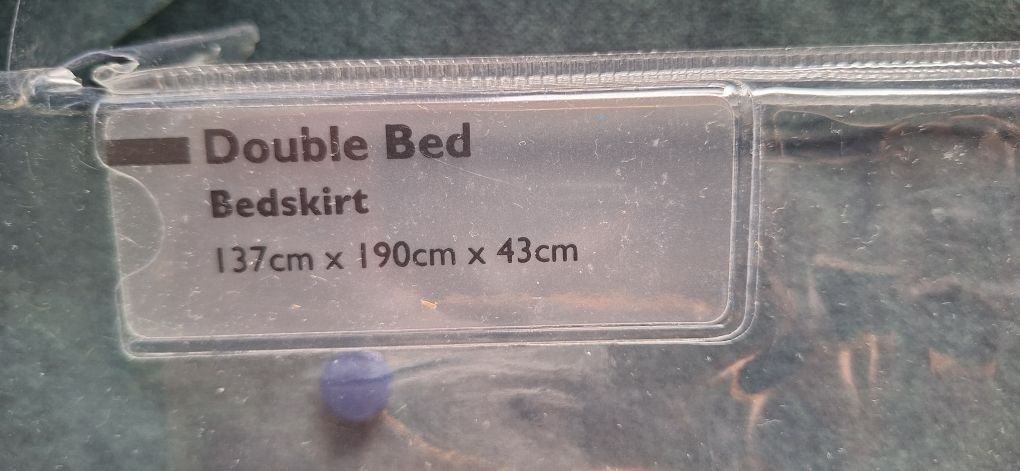 Double Bed
Bedskirt
137cm x 190cm x 43cm